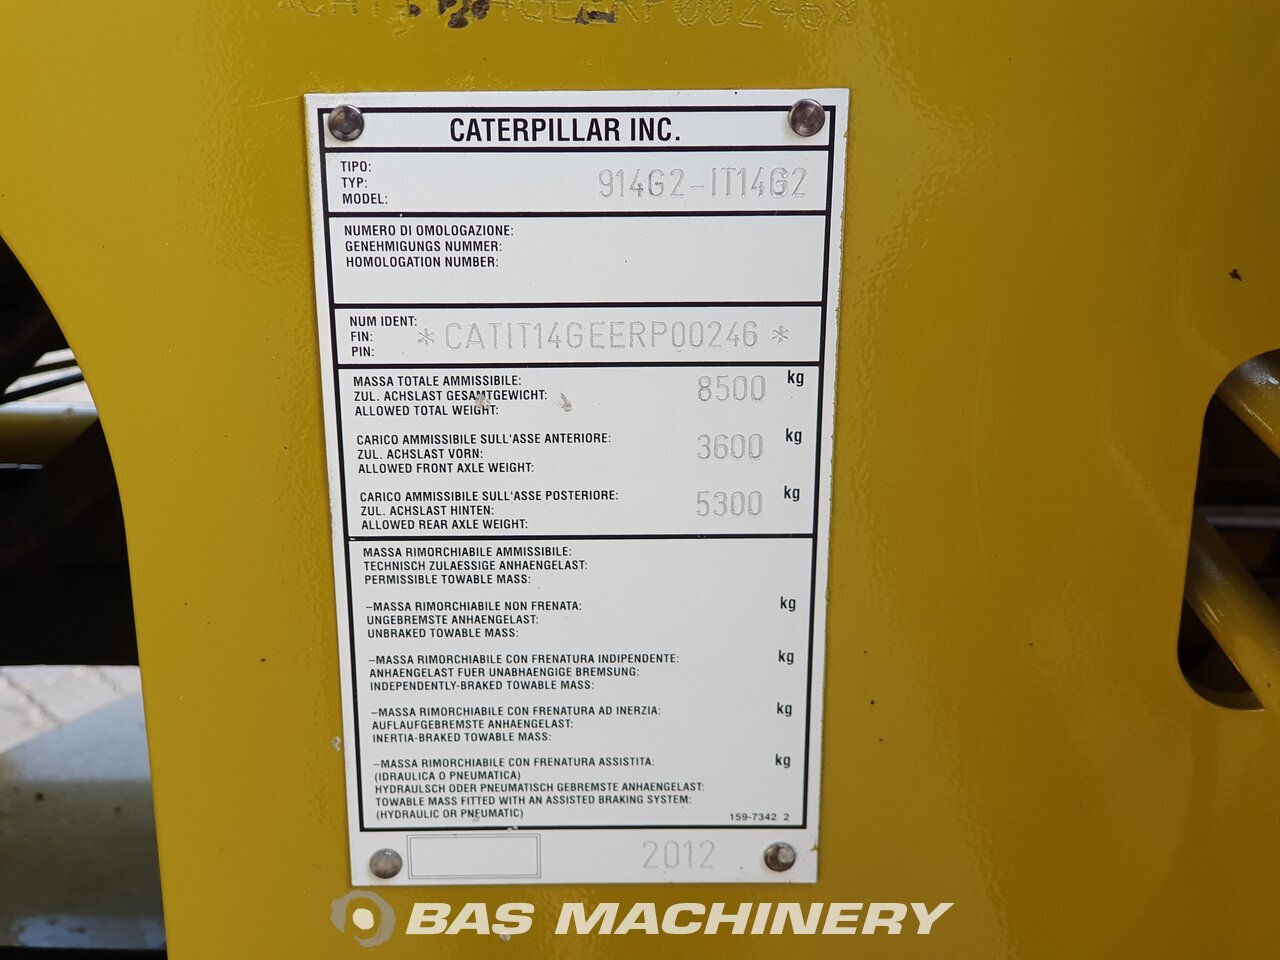 CATERPILLAR INC.
TIPO:
TYP:
MODEL:
914G2-IT14G2
NUMERO DI OMOLOGAZIONE:
GENEHMIGUNGS NUMMER:
HOMOLOGATION NUMBER:
NUM IDENT:
FIN:
PIN:
*CATIT14GEERP00246*
MASSA TOTALE AMMISSIBILE:
ZUL. ACHSLAST GESAMTGEWICHT:
ALLOWED TOTAL WEIGHT:
8500 kg
CARICO AMMISSIBILE SULL'ASSE ANTERIORE:
ZUL. ACHSLAST VORN:
ALLOWED FRONT AXLE WEIGHT:
3600 kg
CARICO AMMISSIBILE SULL'ASSE POSTERIORE:
ZUL. ACHSLAST HINTEN:
ALLOWED REAR AXLE WEIGHT:
5300 kg
MASSA RIMORCHIABILE AMMISSIBILE:
TECHNISCH ZULAESSIGE ANHAENGELAST:
PERMISSIBLE TOWABLE MASS:
–MASSA RIMORCHIABILE NON FRENATA:
UNGEBREMSTE ANHAENGELAST:
UNBRAKED TOWABLE MASS:
kg
–MASSA RIMORCHIABILE CON FRENATURA INDIPENDENTE:
ANHAENGELAST FUER UNABHAENGIGE BREMSUNG:
INDEPENDENTLY-BRAKED TOWABLE MASS:
kg
–MASSA RIMORCHIABILE CON FRENATURA AD INERZIA:
AUFLAUFGEBREMSTE ANHAENGELAST:
INERTIA-BRAKED TOWABLE MASS:
kg
–MASSA RIMORCHIABILE CON FRENATURA ASSISTITA:
(IDRAULICA O PNEUMATICA)
HYDRAULSCH ODER PNEUMATISCH GEBREMSTE ANHAENGELAST:
TOWABLE MASS FITTED WITH AN ASSISTED BRAKING SYSTEM:
(HYDRAULIC OR PNEUMATIC)
kg
159-7342 2
2012
BAS MACHINERY